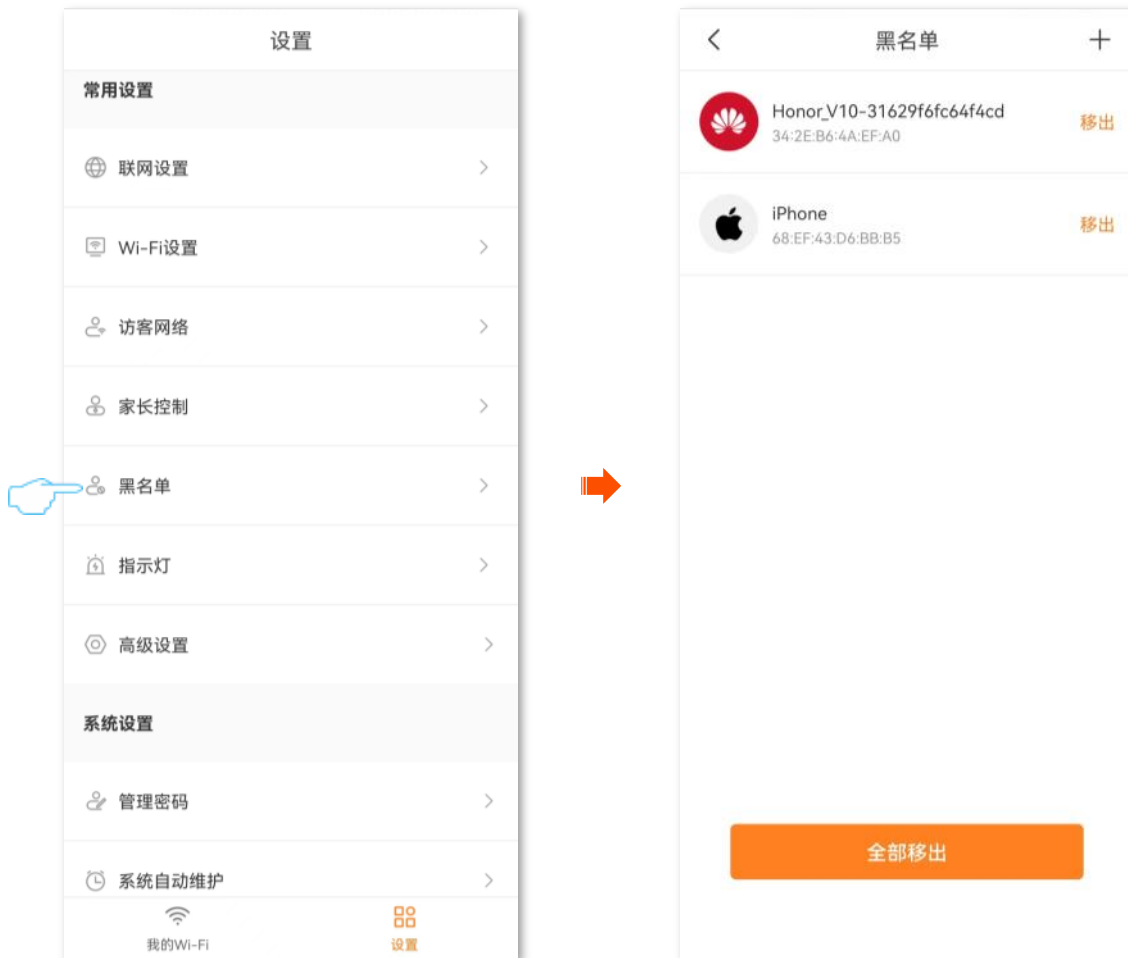 设置
常用设置
联网设置
Wi-Fi设置
访客网络
家长控制
黑名单
指示灯
高级设置
系统设置
管理密码
系统自动维护
我的Wi-Fi
设置
黑名单
Honor_V10-31629f6fc64f4cd
34:2E:B6:4A:EF:A0
移出
iPhone
68:EF:43:D6:BB:B5
移出
全部移出